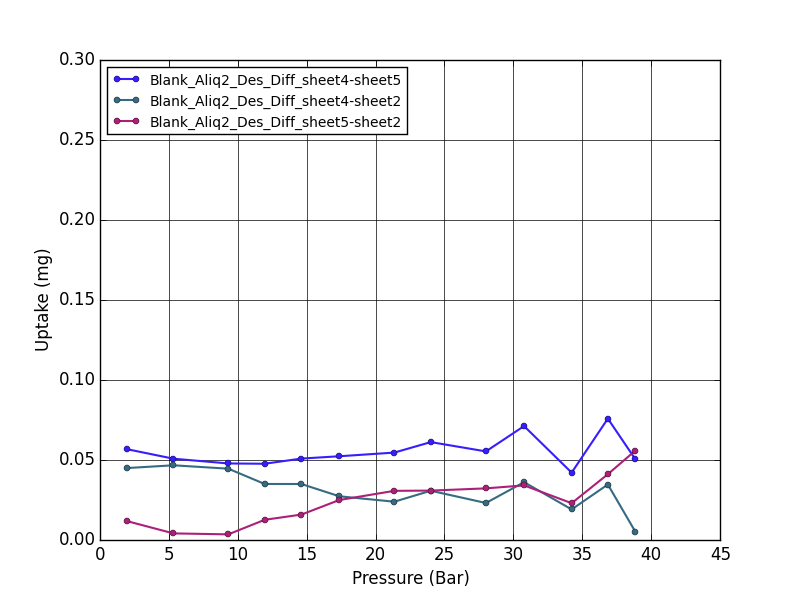 0.30
0.25
0.20
0.15
0.10
0.05
0.00
Uptake (mg)
Blank_Aliq2_Des_Diff_sheet4-sheet5
Blank_Aliq2_Des_Diff_sheet4-sheet2
Blank_Aliq2_Des_Diff_sheet5-sheet2
0 5 10 15 20 25 30 35 40 45
Pressure (Bar)